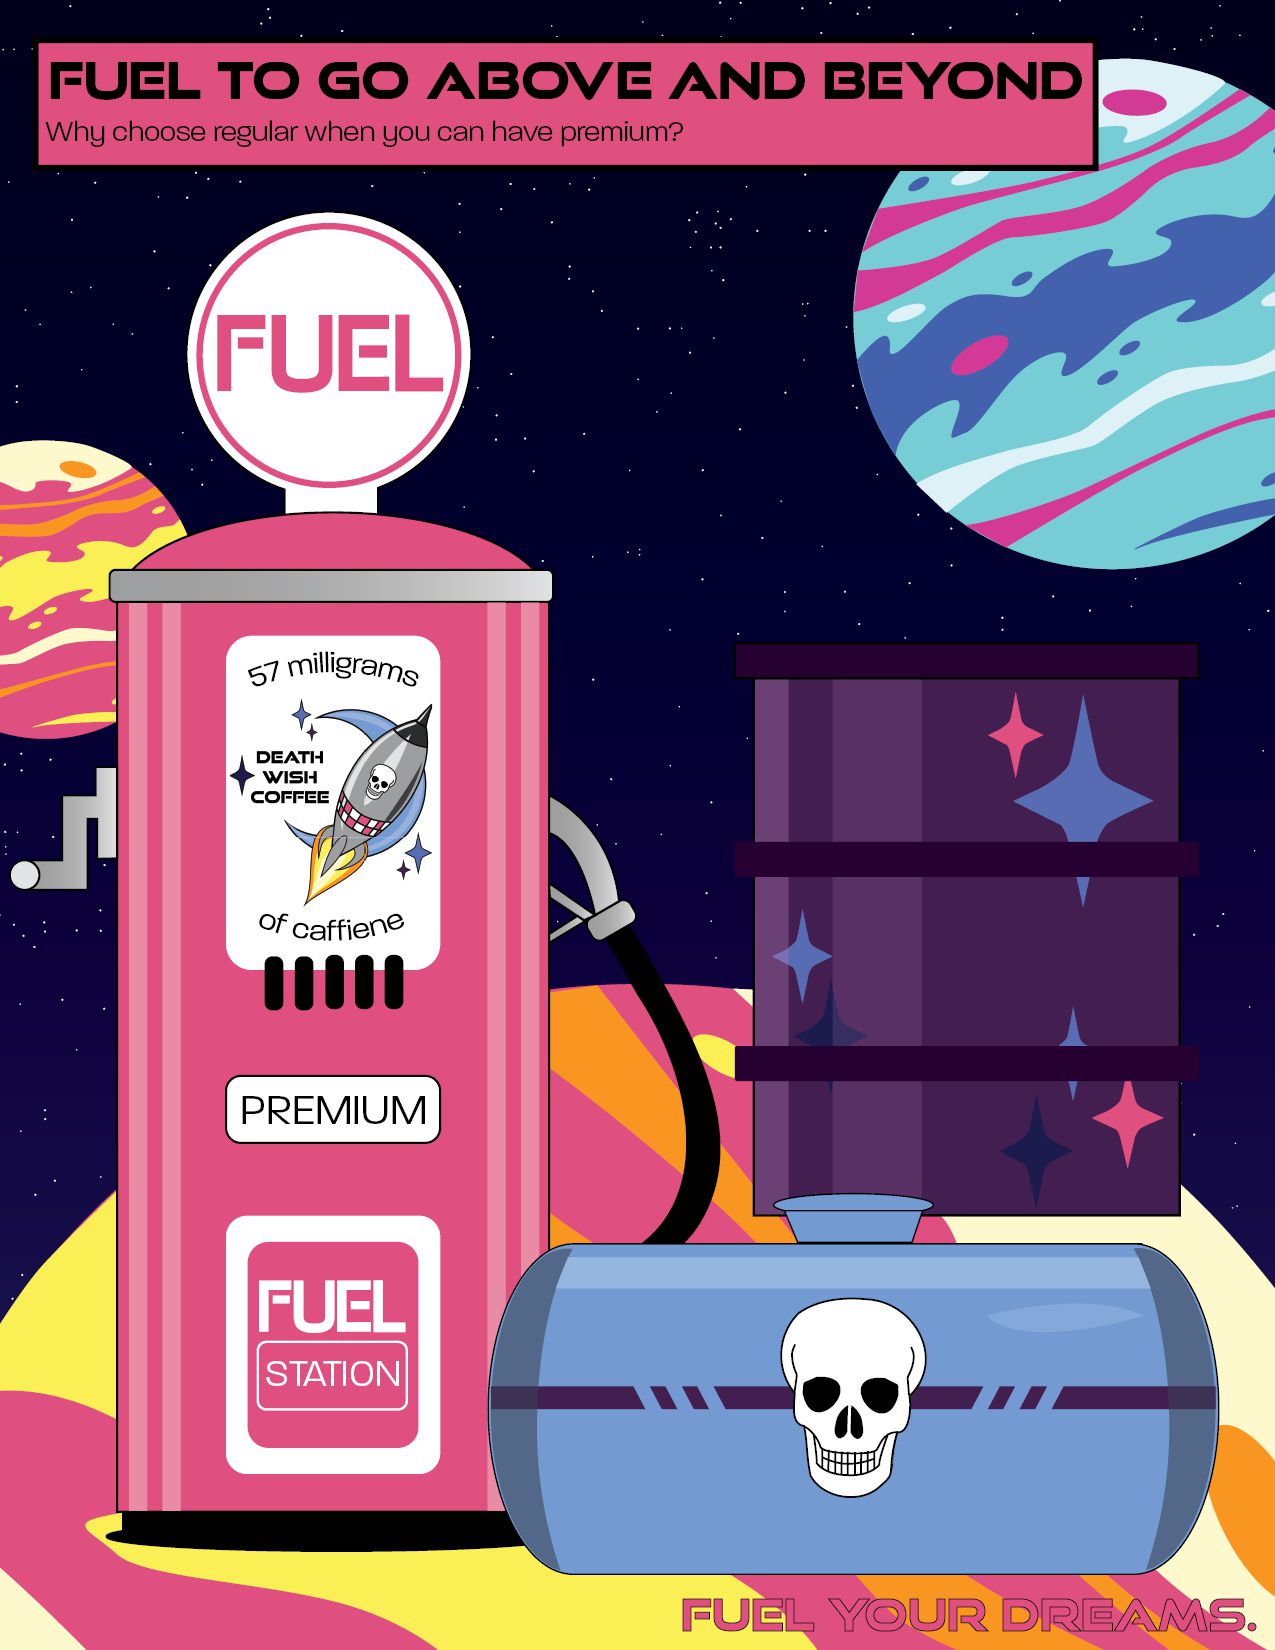 FUEL TO GO ABOVE AND BEYOND
Why choose regular when you can have premium?
FUEL
57 milligrams
DEATH
WISH
COFFEE
of caffiene
PREMIUM
FUEL
STATION
FUEL YOUR DREAMS.